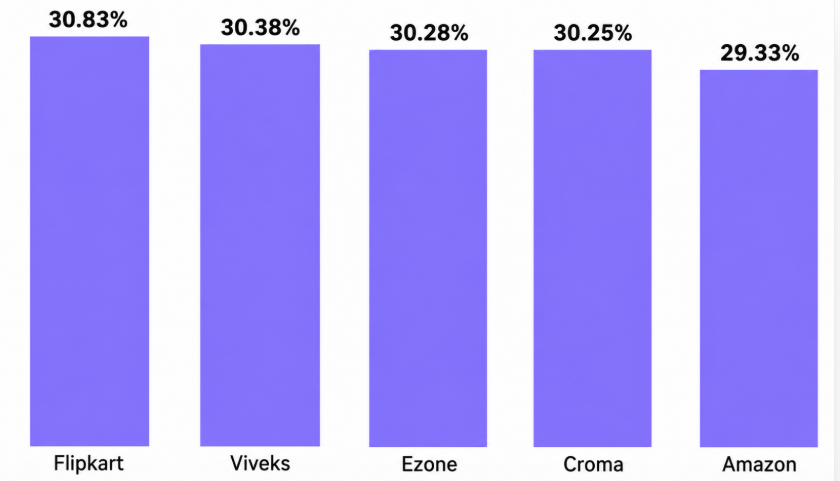 30.83%
30.38%
30.28%
30.25%
29.33%
Flipkart
Viveks
Ezone
Croma
Amazon